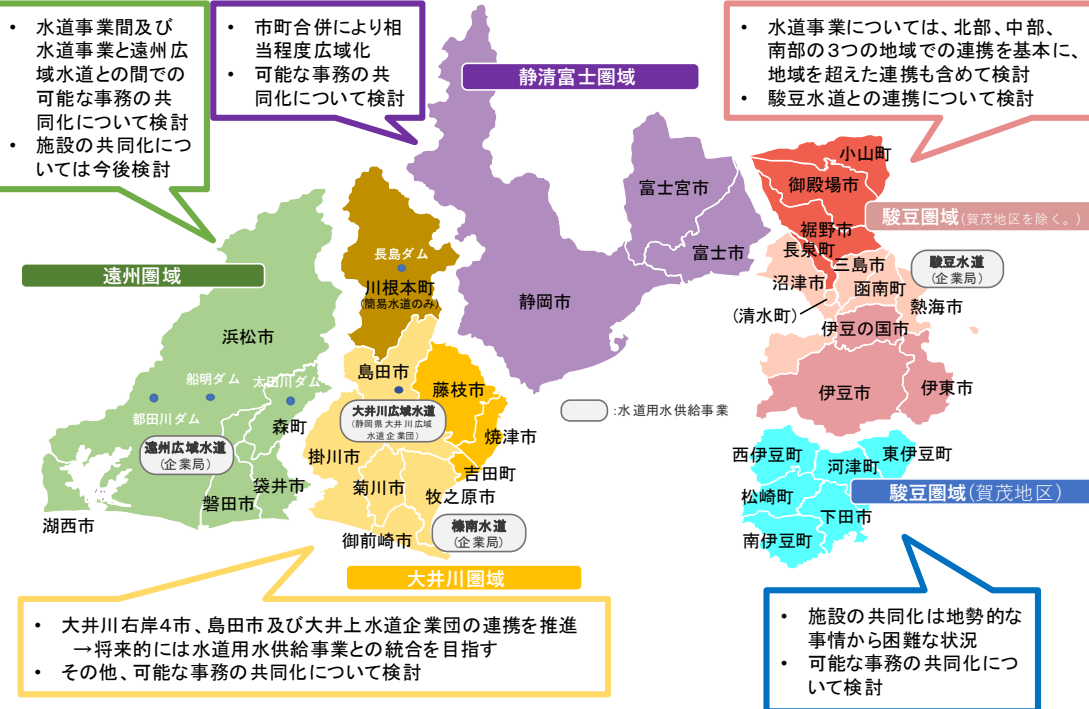 • 水道事業間及び
水道事業と遠州広
域水道との間での
可能な事務の共
同化について検討
• 施設の共同化につ
いては今後検討
• 市町合併により相
当程度広域化
• 可能な事務の共
同化について検討
静清富士圏域
• 水道事業については、北部、中部、
南部の3つの地域での連携を基本に、
地域を超えた連携も含めて検討
• 駿豆水道との連携について検討
小山町
御殿場市
富士宮市
駿豆圏域(賀茂地区を除く。)
裾野市
富士市
長泉町
長島ダム
三島市
駿豆水道
(企業局)
遠州圏域
沼津市
函南町
川根本町
(簡易水道のみ)
静岡市
熱海市
(清水町)
伊豆の国市
浜松市
島田市
船明ダム
太田川ダム
藤枝市
伊豆市
伊東市
都田川ダム
大井川広域水道
(静岡県大井川広域
水道企業団)
:水道用水供給事業
森町
焼津市
遠州広域水道
(企業局)
掛川市
西伊豆町
東伊豆町
河津町
吉田町
菊川市
袋井市
牧之原市
松崎町
駿豆圏域(賀茂地区)
磐田市
下田市
湖西市
榛南水道
(企業局)
御前崎市
南伊豆町
大井川圏域
• 大井川右岸4市、島田市及び大井上水道企業団の連携を推進
→将来的には水道用水供給事業との統合を目指す
• その他、可能な事務の共同化について検討
• 施設の共同化は地勢的な
事情から困難な状況
• 可能な事務の共同化につ
いて検討